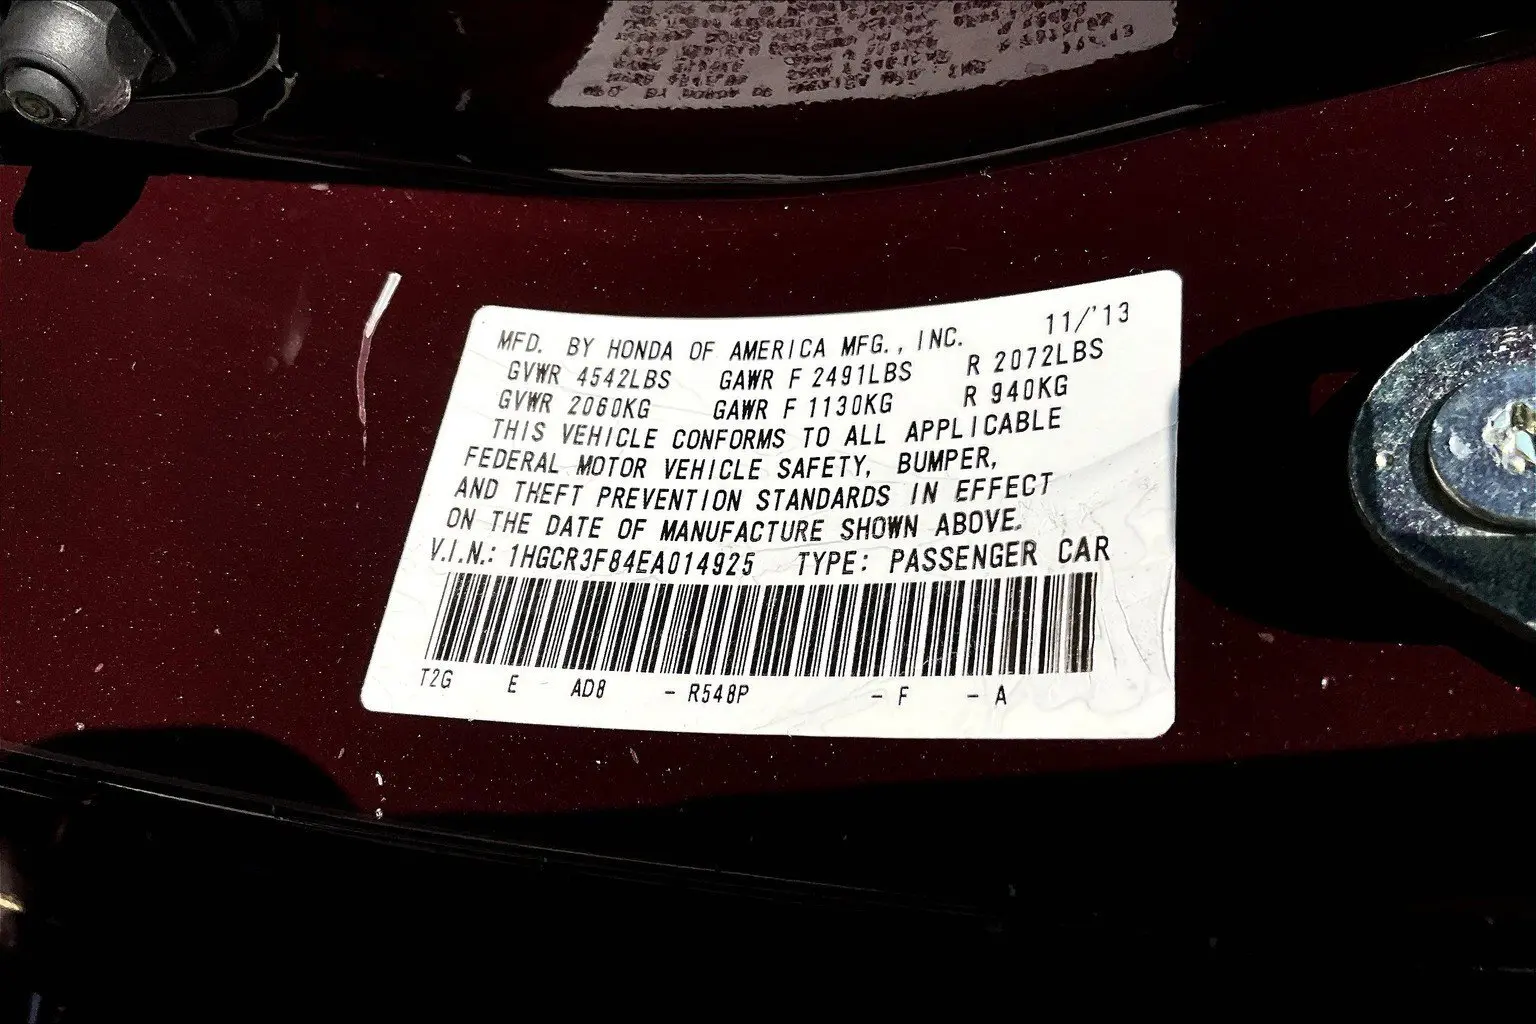 MFD. BY HONDA OF AMERICA MFG., INC. 11/'13
GVWR 4542LBS GAWR F 2491LBS R 2072LBS
GVWR 2060KG GAWR F 1130KG R 940KG
THIS VEHICLE CONFORMS TO ALL APPLICABLE
FEDERAL MOTOR VEHICLE SAFETY, BUMPER,
AND THEFT PREVENTION STANDARDS IN EFFECT
ON THE DATE OF MANUFACTURE SHOWN ABOVE.
V.I.N.: 1HGCR3F84EA014925 TYPE: PASSENGER CAR
T2G E AD8 - R548P - F - A